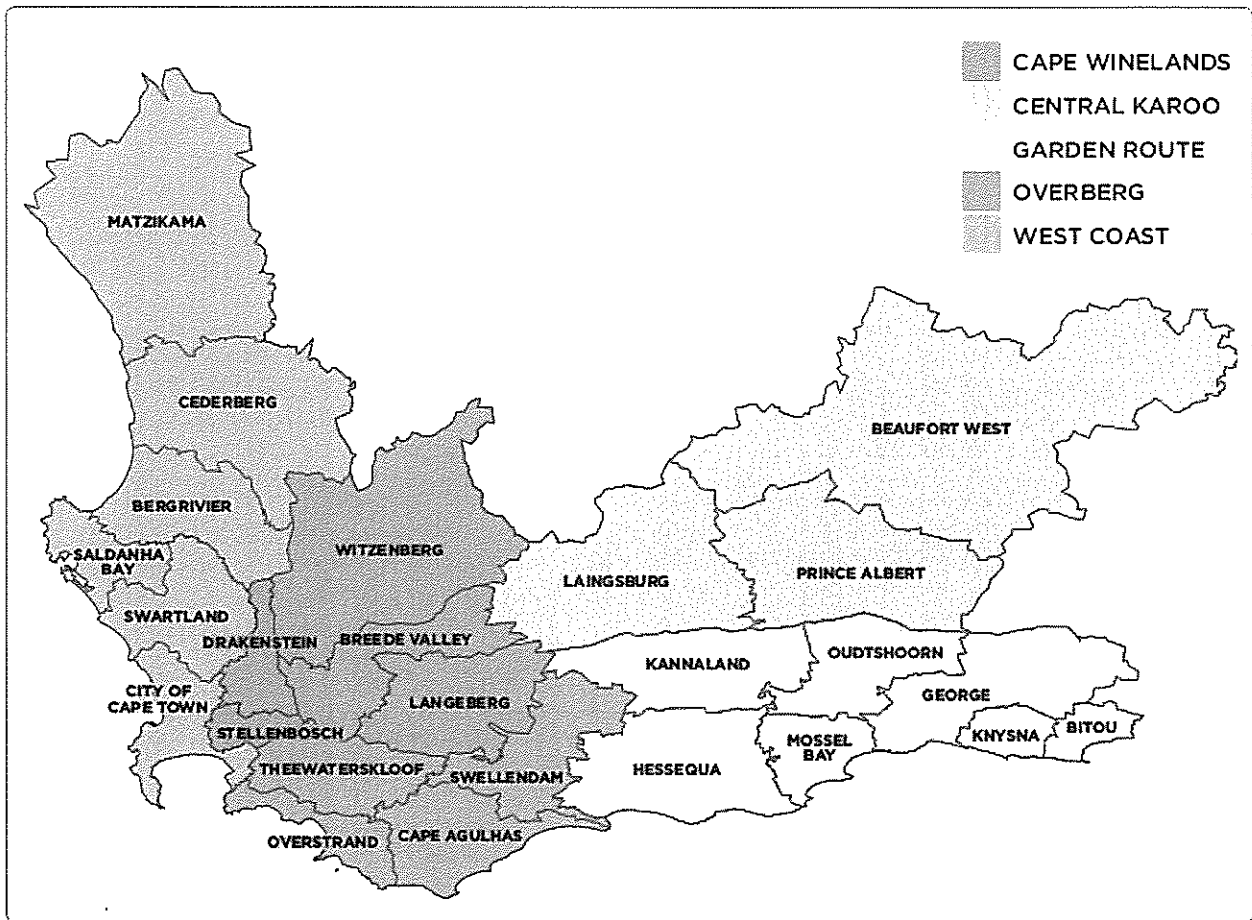 CAPE WINELANDS
CENTRAL KAROO
GARDEN ROUTE
OVERBERG
WEST COAST
MATZIKAMA
CEDERBERG
BEAUFORT WEST
BERGRIVIER
WITZENBERG
SALDANHA
BAY
LAINGSBURG
PRINCE ALBERT
SWARTLAND
DRAKENSTEIN
BREEDE VALLEY
KANNALAND
OUDTSHOORN
CITY OF
CAPE TOWN
LANGEBERG
GEORGE
STELLENBOSCH
MOSSEL
BAY
KNYSNA
BITOU
THEEWATERSKLOOF
SWELLENDAM
HESSEQUA
OVERSTRAND
CAPE AGULHAS